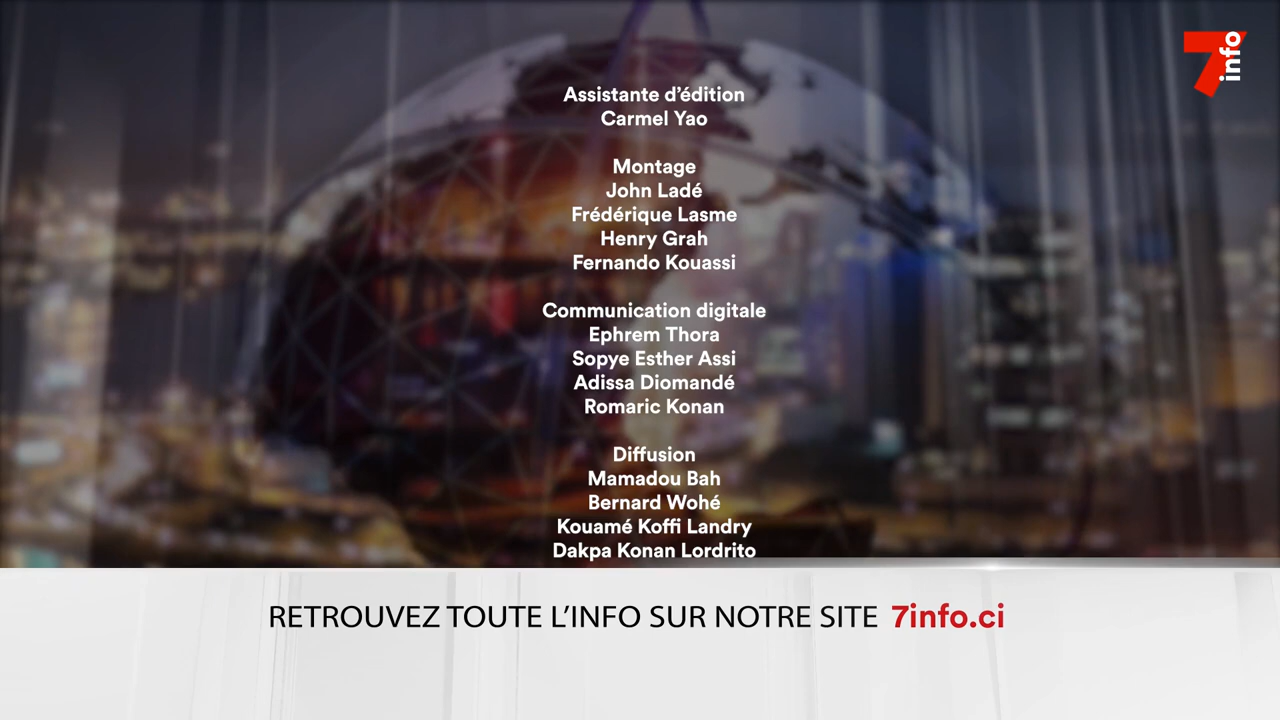 7info
Assistante d’édition
Carmel Yao
Montage
John Ladé
Frédérique Lasme
Henry Grah
Fernando Kouassi
Communication digitale
Ephrem Thora
Sopye Esther Assi
Adissa Diomandé
Romaric Konan
Diffusion
Mamadou Bah
Bernard Wohé
Kouamé Koffi Landry
Dakpa Konan Lordrito
RETROUVEZ TOUTE L’INFO SUR NOTRE SITE 7info.ci